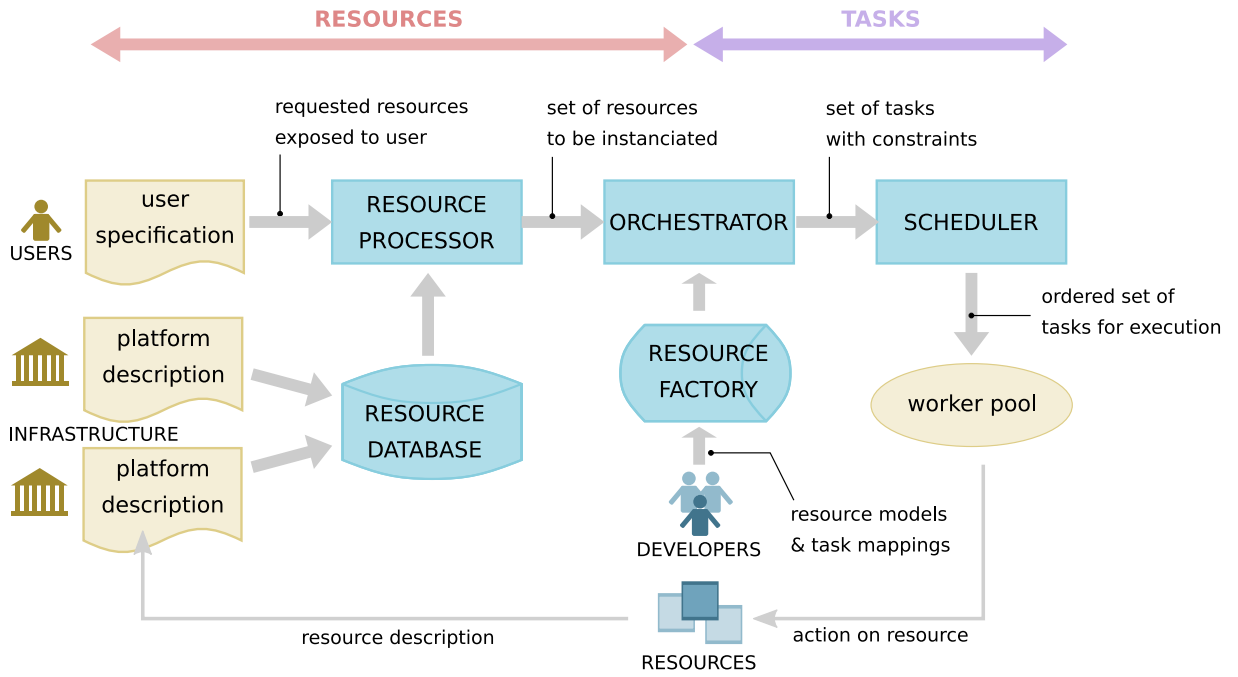 RESOURCES
TASKS
requested resources
exposed to user
set of resources
to be instanciated
set of tasks
with constraints
user
specification
USERS
RESOURCE
PROCESSOR
ORCHESTRATOR
SCHEDULER
ordered set of
tasks for execution
platform
description
INFRASTRUCTURE
platform
description
RESOURCE
DATABASE
RESOURCE
FACTORY
worker pool
resource models
& task mappings
DEVELOPERS
resource description
action on resource
RESOURCES